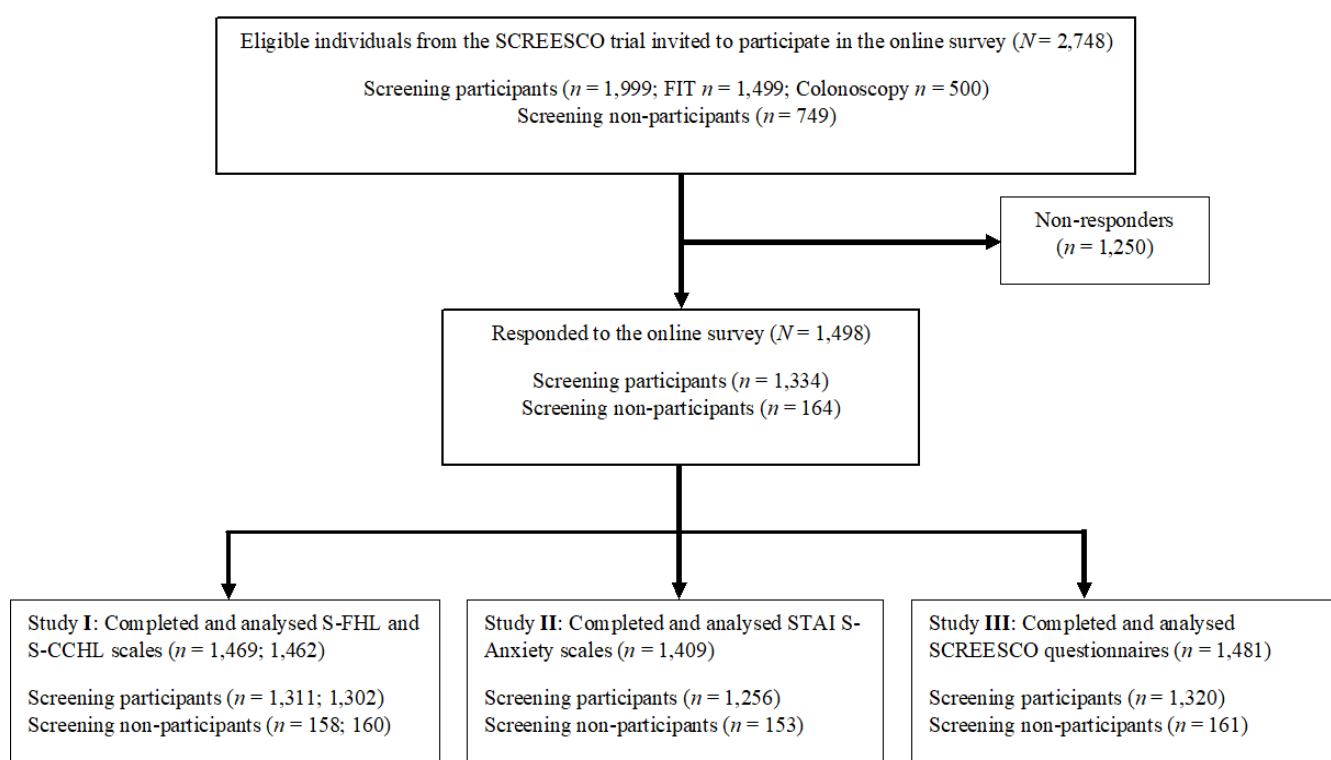 Eligible individuals from the SCREESCO trial invited to participate in the online survey (N = 2,748)
Screening participants (n = 1,999; FIT n = 1,499; Colonoscopy n = 500)
Screening non-participants (n = 749)
Non-responders
(n = 1,250)
Responded to the online survey (N = 1,498)
Screening participants (n = 1,334)
Screening non-participants (n = 164)
Study I: Completed and analysed S-FHL and
S-CCHL scales (n = 1,469; 1,462)
Screening participants (n = 1,311; 1,302)
Screening non-participants (n = 158; 160)
Study II: Completed and analysed STAI S-
Anxiety scales (n = 1,409)
Screening participants (n = 1,256)
Screening non-participants (n = 153)
Study III: Completed and analysed
SCREESCO questionnaires (n = 1,481)
Screening participants (n = 1,320)
Screening non-participants (n = 161)